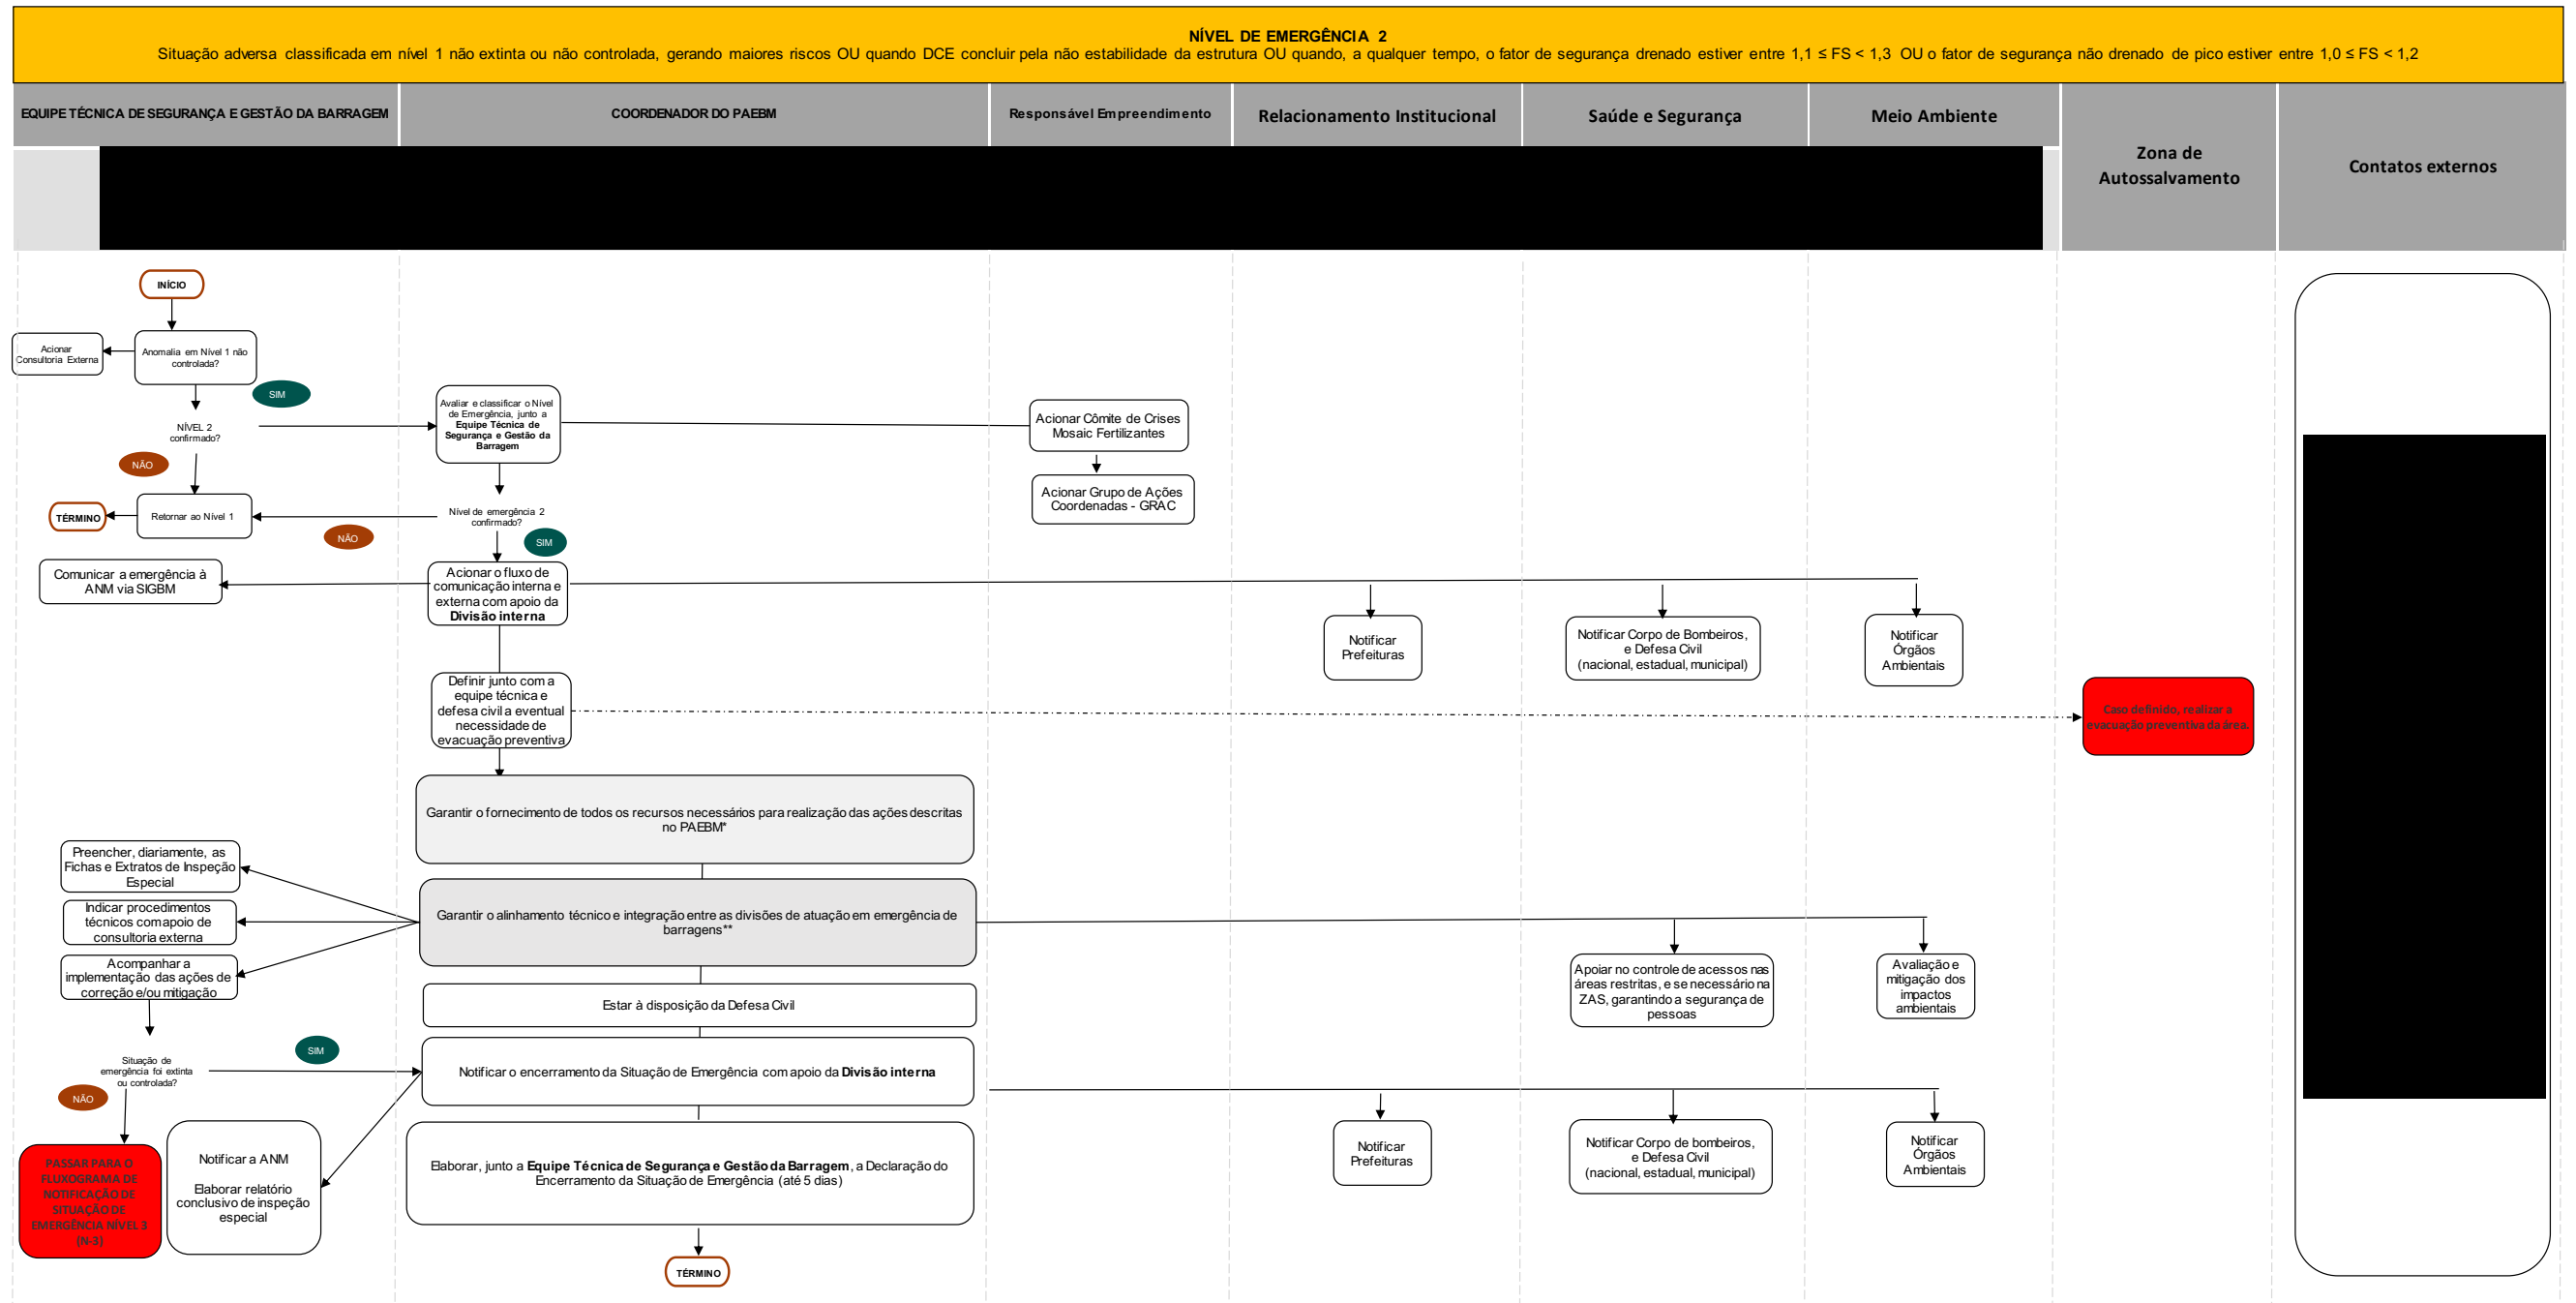 NÍVEL DE EMERGÊNCIA 2
Situação adversa classificada em nível 1 não extinta ou não controlada, gerando maiores riscos OU quando DCE concluir pela não estabilidade da estrutura OU quando, a qualquer tempo, o fator de segurança drenado estiver entre 1,1 ≤ FS < 1,3 OU o fator de segurança não drenado de pico estiver entre 1,0 ≤ FS < 1,2
EQUIPE TÉCNICA DE SEGURANÇA E GESTÃO DA BARRAGEM
COORDENADOR DO PAEBM
Responsável Empreendimento
Relacionamento Institucional
Saúde e Segurança
Meio Ambiente
Zona de
Autossalvamento
Contatos externos
INÍCIO
Acionar
Consultoria Externa
Anomalia em Nível 1 não
controlada?
SIM
NÍVEL 2
confirmado?
NÃO
Avaliar e classificar o Nível
de Emergência, junto a
Equipe Técnica de
Segurança e Gestão da
Barragem
Acionar Cômite de Crises
Mosaic Fertilizantes
Acionar Grupo de Ações
Coordenadas - GRAC
TÉRMINO
Retornar ao Nível 1
Nível de emergência 2
confirmado?
NÃO
SIM
Comunicar a emergência à
ANM via SIGBM
Acionar o fluxo de
comunicação interna e
externa com apoio da
Divisão interna
Notificar
Prefeituras
Notificar Corpo de Bombeiros,
e Defesa Civil
(nacional, estadual, municipal)
Notificar
Órgãos
Ambientais
Definir junto com a
equipe técnica e
defesa civil a eventual
necessidade de
evacuação preventiva
Caso definido, realizar a
evacuação preventiva da área.
Garantir o fornecimento de todos os recursos necessários para realização das ações descritas
no PAEBM*
Preencher, diariamente, as
Fichas e Extratos de Inspeção
Especial
Indicar procedimentos
técnicos com apoio de
consultoria externa
Acompanhar a
implementação das ações de
correção e/ou mitigação
Garantir o alinhamento técnico e integração entre as divisões de atuação em emergência de
barragens**
Apoiar no controle de acessos nas
áreas restritas, e se necessário na
ZAS, garantindo a segurança de
pessoas
Avaliação e
mitigação dos
impactos
ambientais
Estar à disposição da Defesa Civil
Situação de
emergência foi extinta
ou controlada?
SIM
NÃO
Notificar o encerramento da Situação de Emergência com apoio da Divisão interna
Notificar
Prefeituras
Notificar Corpo de bombeiros,
e Defesa Civil
(nacional, estadual, municipal)
Notificar
Órgãos
Ambientais
PASSAR PARA O
FLUXOGRAMA DE
NOTIFICAÇÃO DE
SITUAÇÃO DE
EMERGÊNCIA NÍVEL 3
(N-3)
Notificar a ANM
Elaborar relatório
conclusivo de inspeção
especial
Elaborar, junto a Equipe Técnica de Segurança e Gestão da Barragem, a Declaração do
Encerramento da Situação de Emergência (até 5 dias)
TÉRMINO